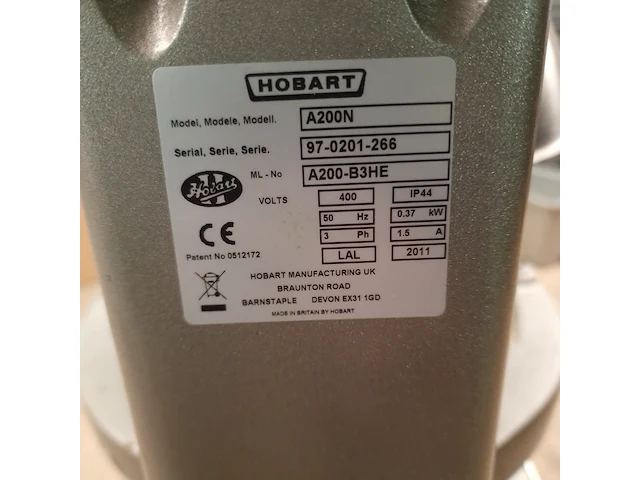 HOBART
Model, Modele, Modell. A200N
Serial, Serie, Serie. 97-0201-266
Hobart ML - No A200-B3HE
VOLTS 400 IP44
50 Hz 0.37 kW
CE 3 Ph 1.5 A
Patent No 0512172 LAL 2011
HOBART MANUFACTURING UK
BRAUNTON ROAD
BARNSTAPLE DEVON EX31 1GD
MADE IN BRITAIN BY HOBART